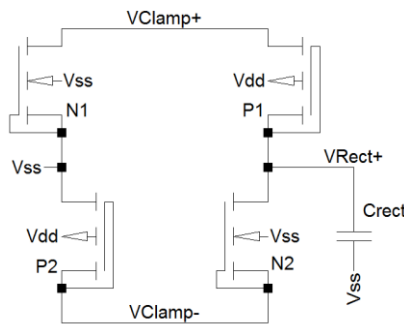 VClamp+
Vss
Vdd
N1
P1
Vss
VRect+
Crect
Vdd
Vss
P2
N2
Vss
VClamp-